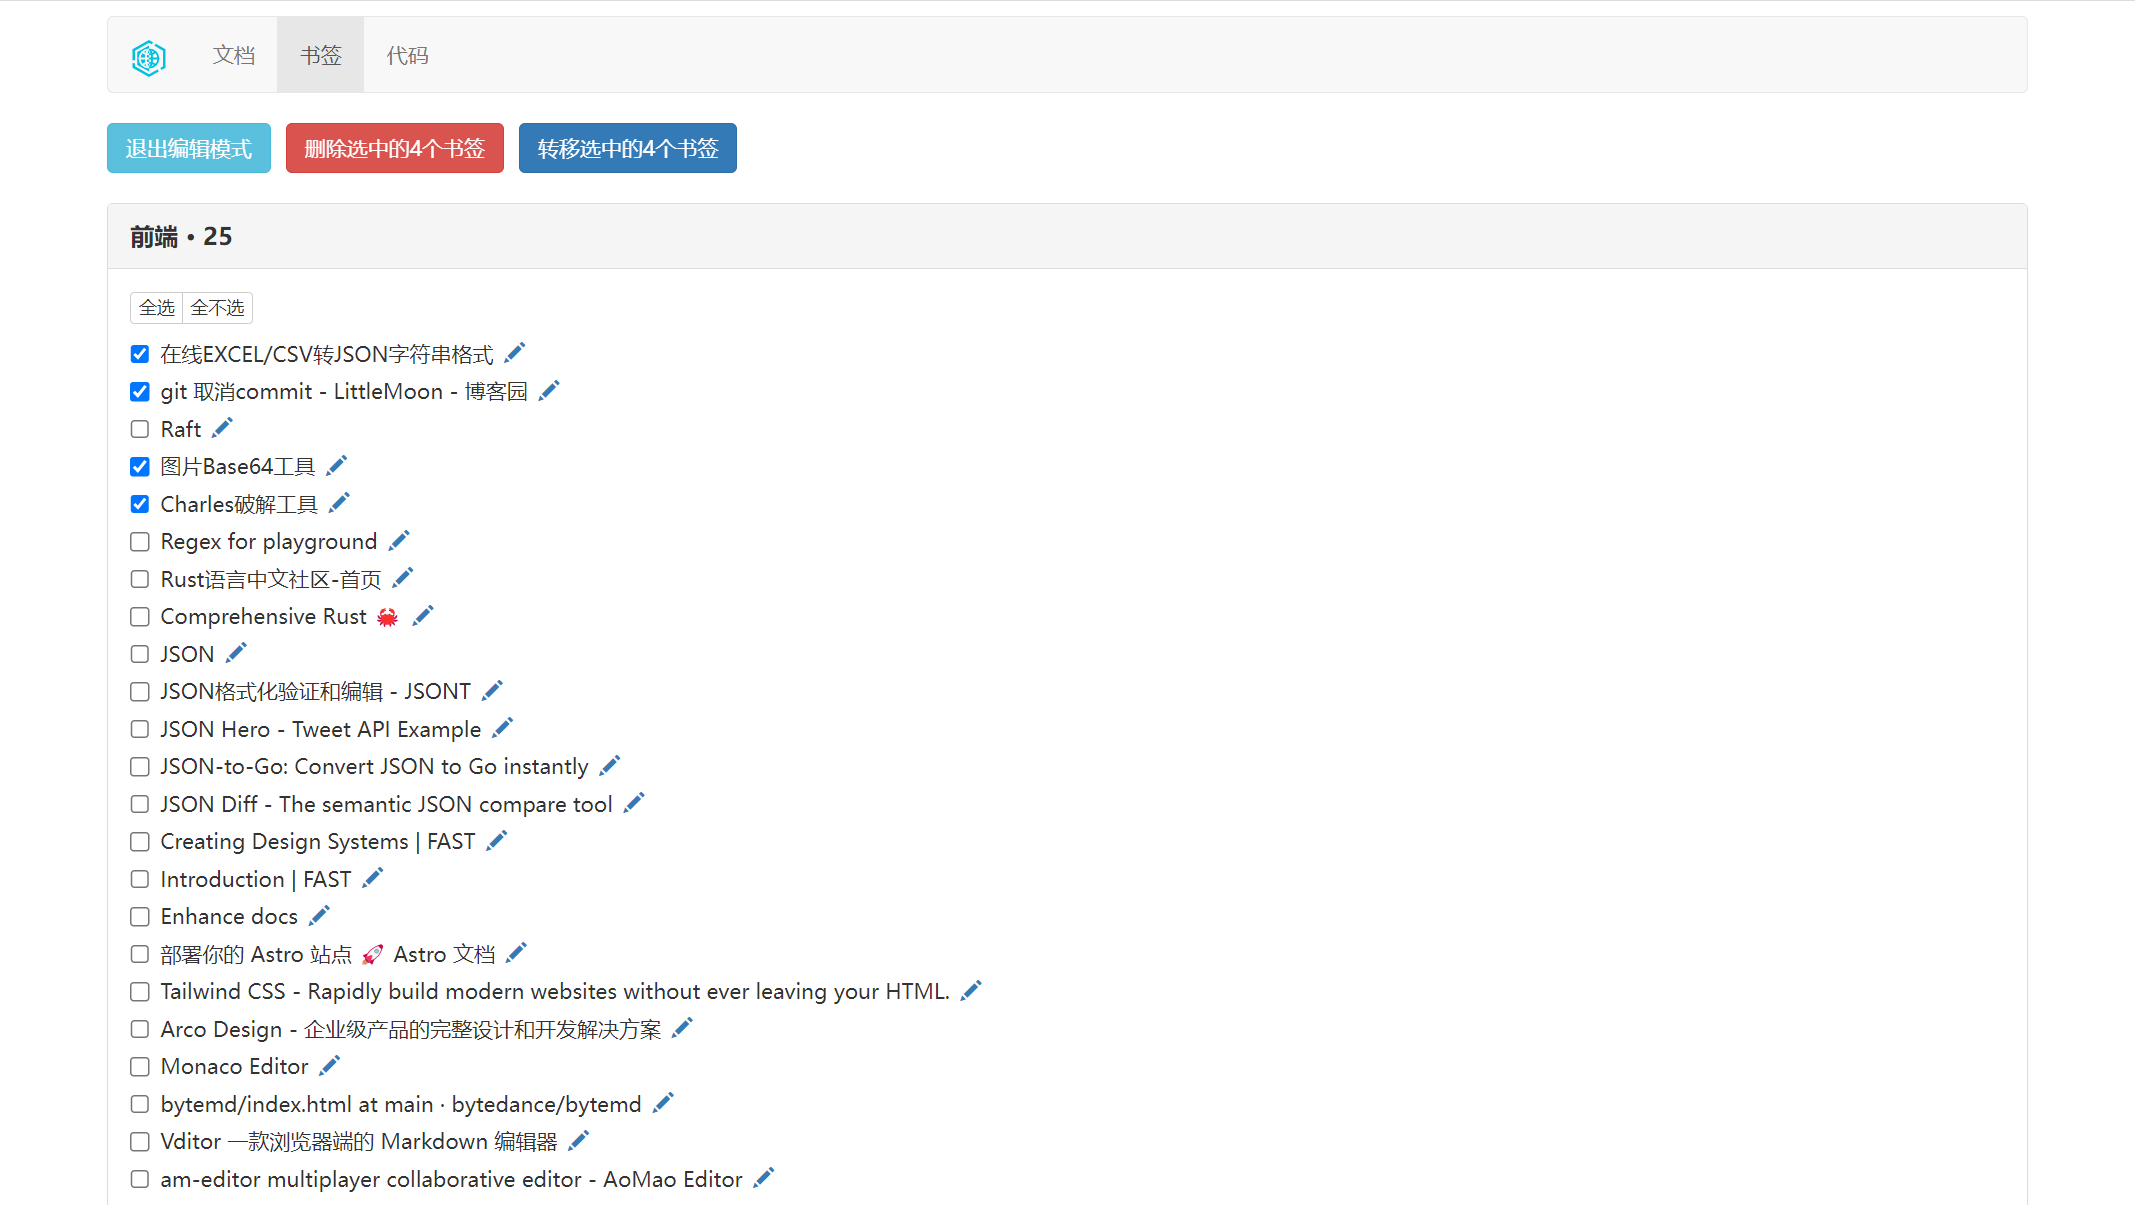 文档 书签 代码
退出编辑模式 删除选中的4个书签 转移选中的4个书签
前端 • 25
全选 全不选
在线EXCEL/CSV转JSON字符串格式
git 取消commit - LittleMoon - 博客园
Raft
图片Base64工具
Charles破解工具
Regex for playground
Rust语言中文社区-首页
Comprehensive Rust 🦀
JSON
JSON格式化验证和编辑 - JSONT
JSON Hero - Tweet API Example
JSON-to-Go: Convert JSON to Go instantly
JSON Diff - The semantic JSON compare tool
Creating Design Systems | FAST
Introduction | FAST
Enhance docs
部署你的 Astro 站点 🚀 Astro 文档
Tailwind CSS - Rapidly build modern websites without ever leaving your HTML.
Arco Design - 企业级产品的完整设计和开发解决方案
Monaco Editor
bytemd/index.html at main · bytedance/bytemd
Vditor 一款浏览器端的 Markdown 编辑器
am-editor multiplayer collaborative editor - AoMao Editor